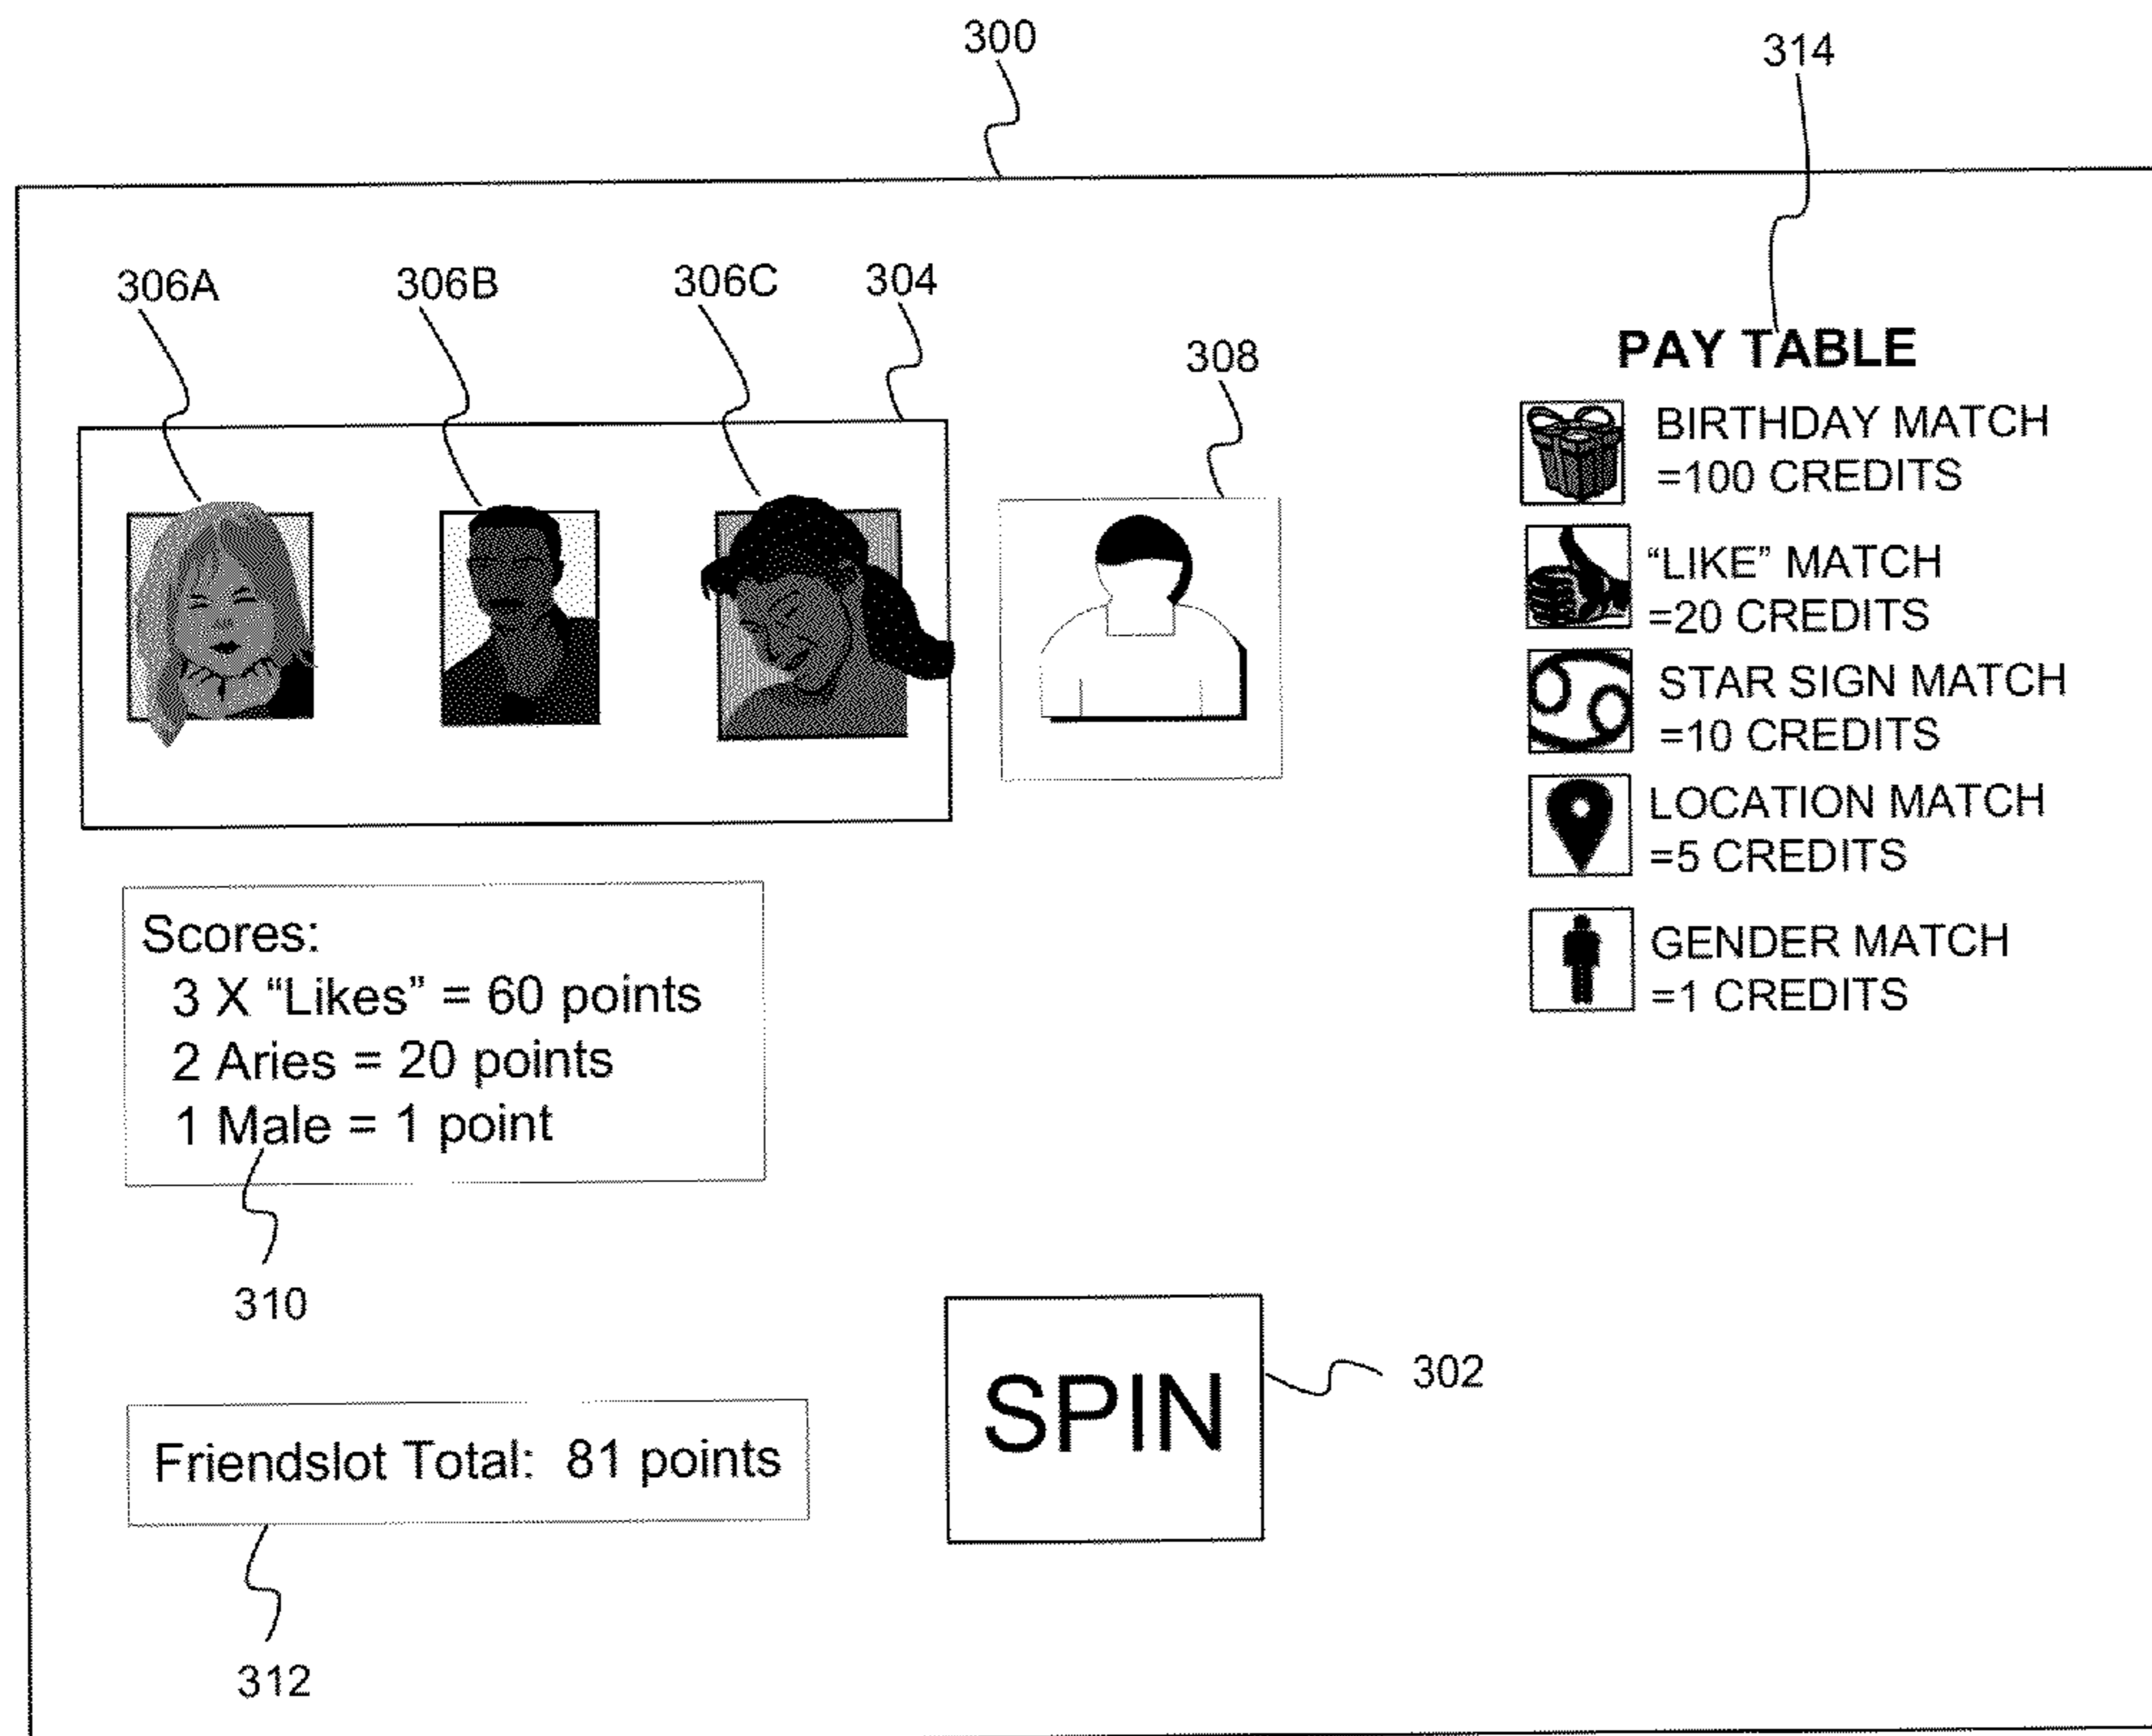 300
314
306A
306B
306C
304
308
PAY TABLE
BIRTHDAY MATCH
=100 CREDITS
“LIKE” MATCH
=20 CREDITS
STAR SIGN MATCH
=10 CREDITS
LOCATION MATCH
=5 CREDITS
GENDER MATCH
=1 CREDITS
Scores:
3 X “Likes” = 60 points
2 Aries = 20 points
1 Male = 1 point
310
SPIN
302
Friendslot Total: 81 points
312